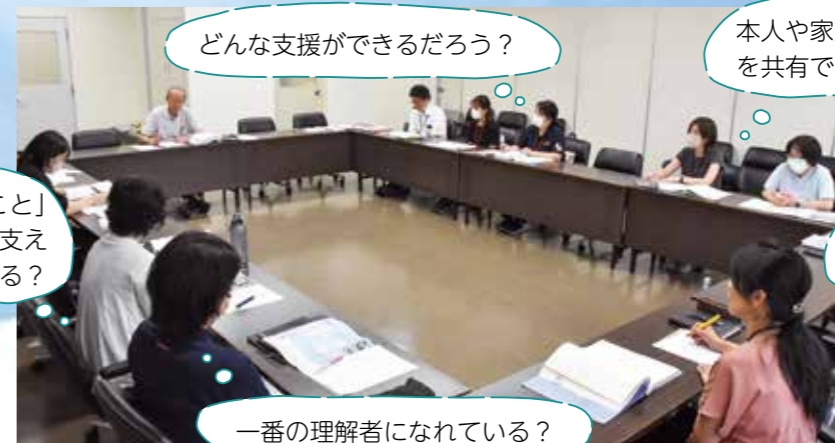 どんな支援ができるだろう？
本人や家
を共有で
こと」
支え
る？
一番の理解者になれている？